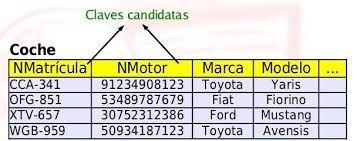 Claves candidatas
Coche
NMatrícula NMotor Marca Modelo ...
CCA-341 91234908123 Toyota Yaris
OFG-851 53489787679 Fiat Fiorino
XTV-657 30752312386 Ford Mustang
WGB-959 50934187123 Toyota Avensis